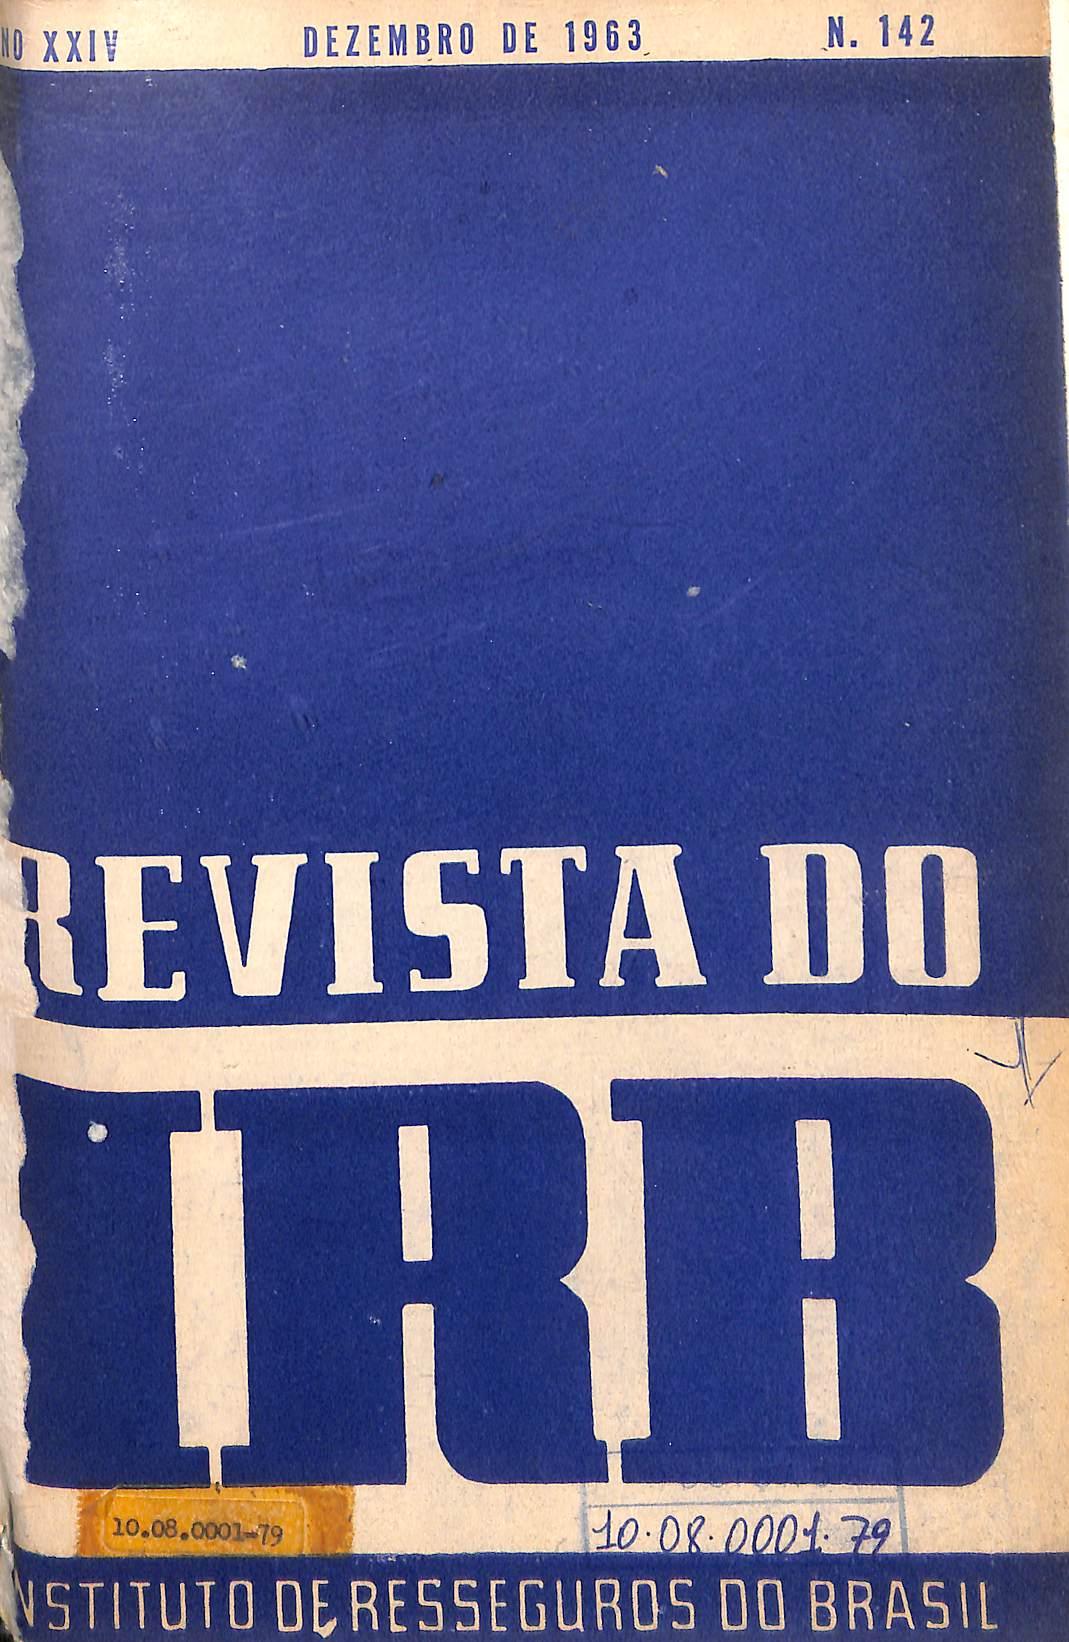 NO XXIV DEZEMBRO DE 1963 N. 142
REVISTA DO
IRB
10.08.0001-79
10.08.0001.79
NSTITUTO DE RESSEGUROS DO BRASIL